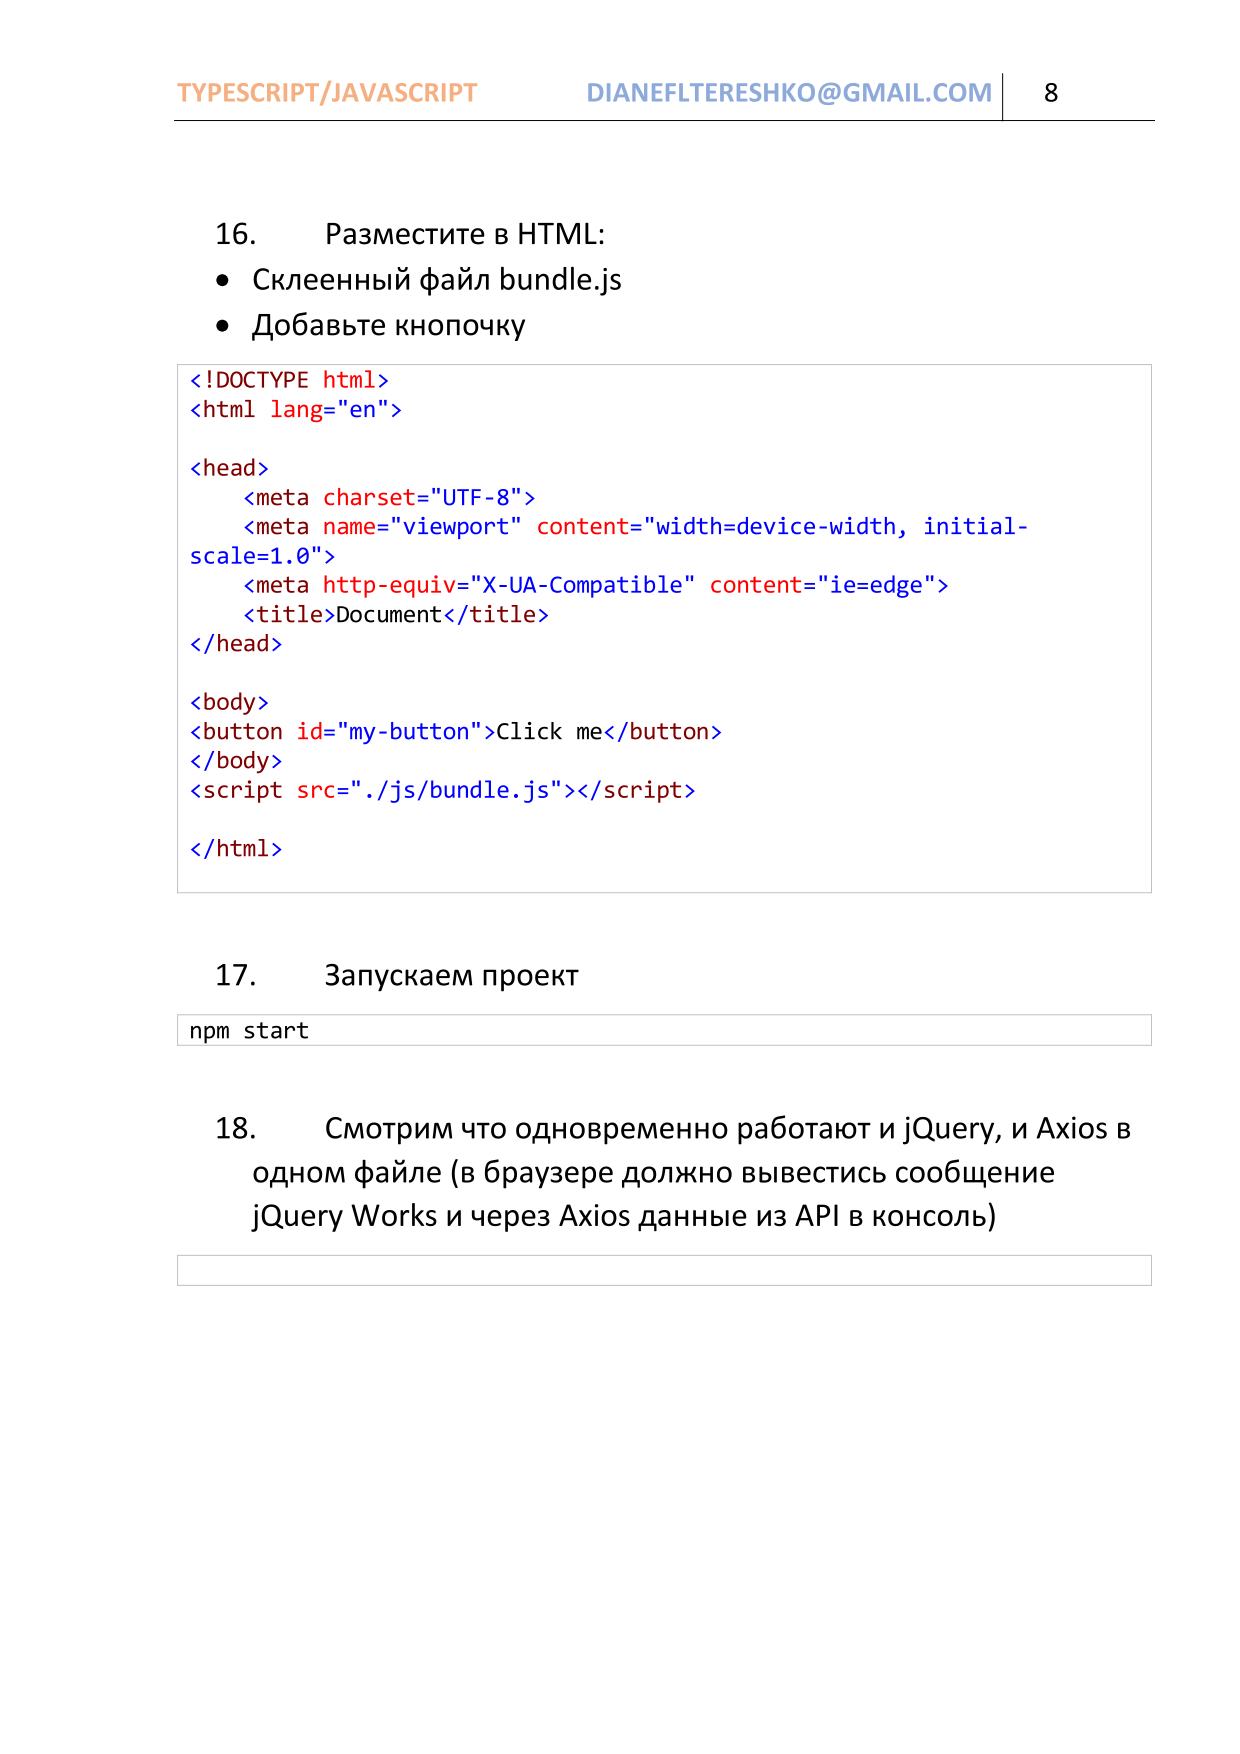 TYPESCRIPT/JAVASCRIPT DIANEFLTERESHKO@GMAIL.COM 8
16. Разместите в HTML:
• Склеенный файл bundle.js
• Добавьте кнопочку
<!DOCTYPE html>
<html lang="en">
<head>
    <meta charset="UTF-8">
    <meta name="viewport" content="width=device-width, initial-
scale=1.0">
    <meta http-equiv="X-UA-Compatible" content="ie=edge">
    <title>Document</title>
</head>
<body>
<button id="my-button">Click me</button>
</body>
<script src="./js/bundle.js"></script>
</html>
17. Запускаем проект
npm start
18. Смотрим что одновременно работают и jQuery, и Axios в
одном файле (в браузере должно вывестись сообщение
jQuery Works и через Axios данные из API в консоль)